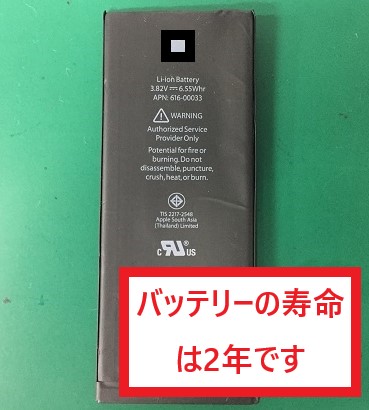 Li-ion Battery
3.82V⎓6.55Whr
APN: 616-00033
WARNING
Authorized Service
Provider Only
Potential for fire or
burning. Do not
disassemble, puncture,
crush, heat, or burn.
TIS 2217-2548
Apple South Asia
(Thailand) Limited
c RU US
バッテリーの寿命
は2年です